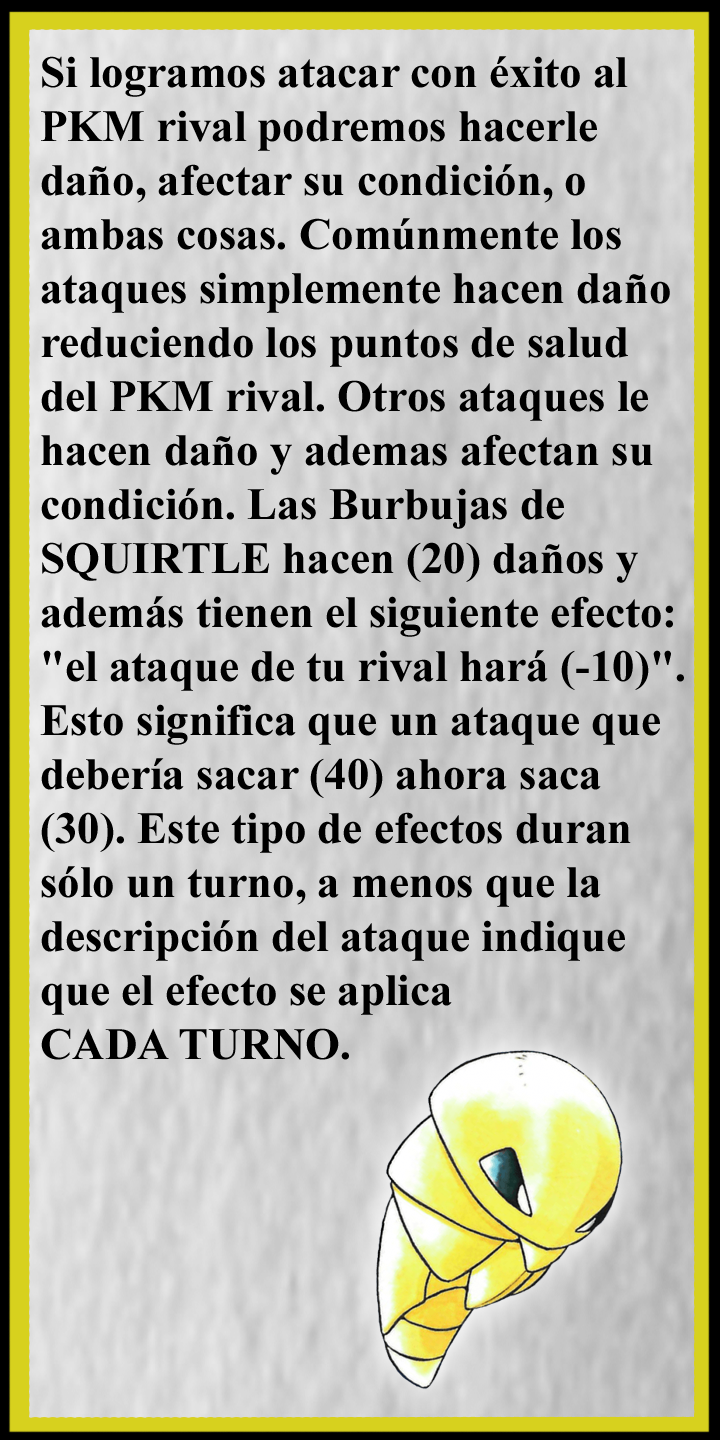 Si logramos atacar con éxito al
PKM rival podremos hacerle
daño, afectar su condición, o
ambas cosas. Comúnmente los
ataques simplemente hacen daño
reduciendo los puntos de salud
del PKM rival. Otros ataques le
hacen daño y ademas afectan su
condición. Las Burbujas de
SQUIRTLE hacen (20) daños y
además tienen el siguiente efecto:
"el ataque de tu rival hará (-10)".
Esto significa que un ataque que
debería sacar (40) ahora saca
(30). Este tipo de efectos duran
sólo un turno, a menos que la
descripción del ataque indique
que el efecto se aplica
CADA TURNO.